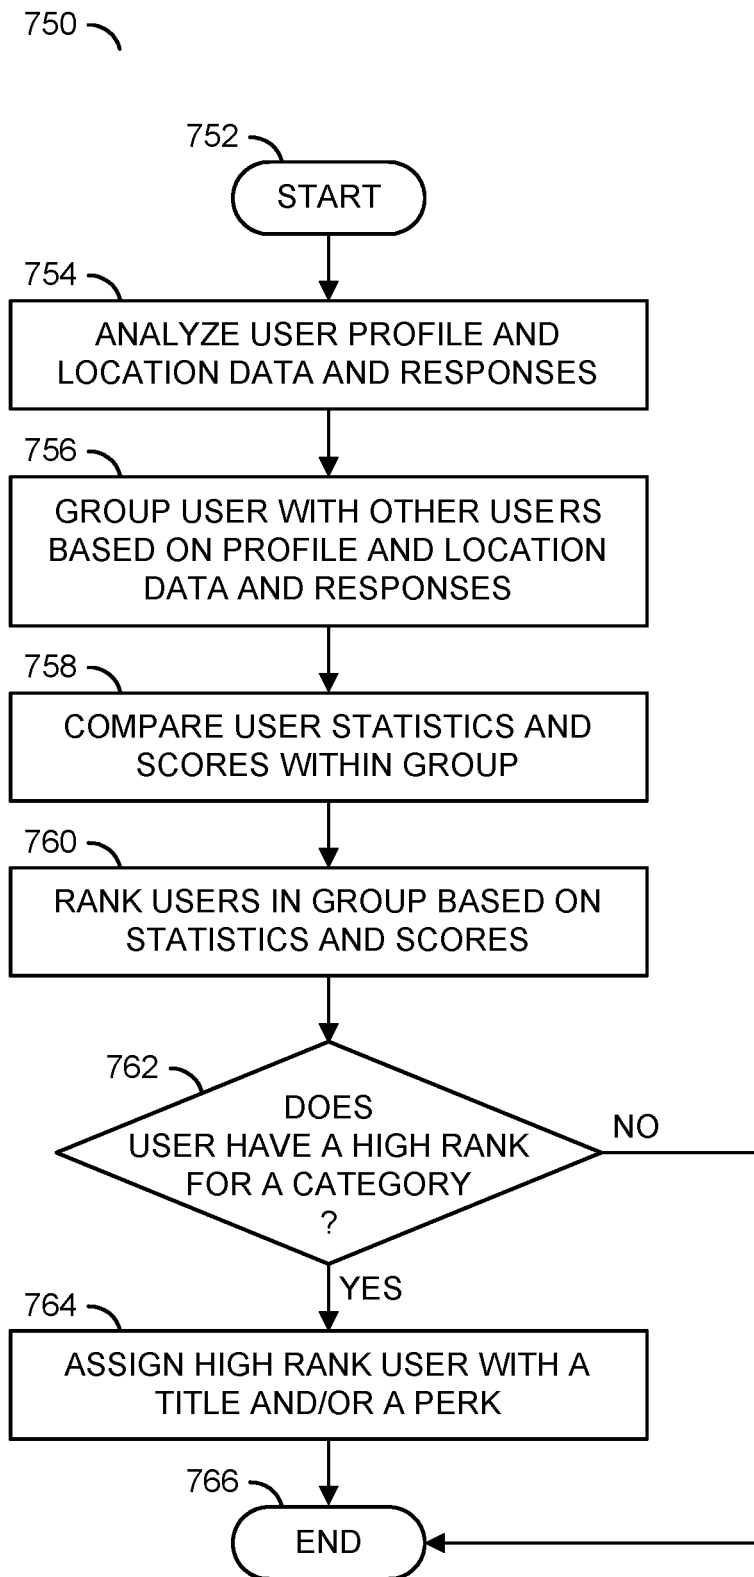 750
752
START
754
ANALYZE USER PROFILE AND
LOCATION DATA AND RESPONSES
756
GROUP USER WITH OTHER USERS
BASED ON PROFILE AND LOCATION
DATA AND RESPONSES
758
COMPARE USER STATISTICS AND
SCORES WITHIN GROUP
760
RANK USERS IN GROUP BASED ON
STATISTICS AND SCORES
762
DOES
USER HAVE A HIGH RANK
FOR A CATEGORY
?
NO
YES
764
ASSIGN HIGH RANK USER WITH A
TITLE AND/OR A PERK
766
END